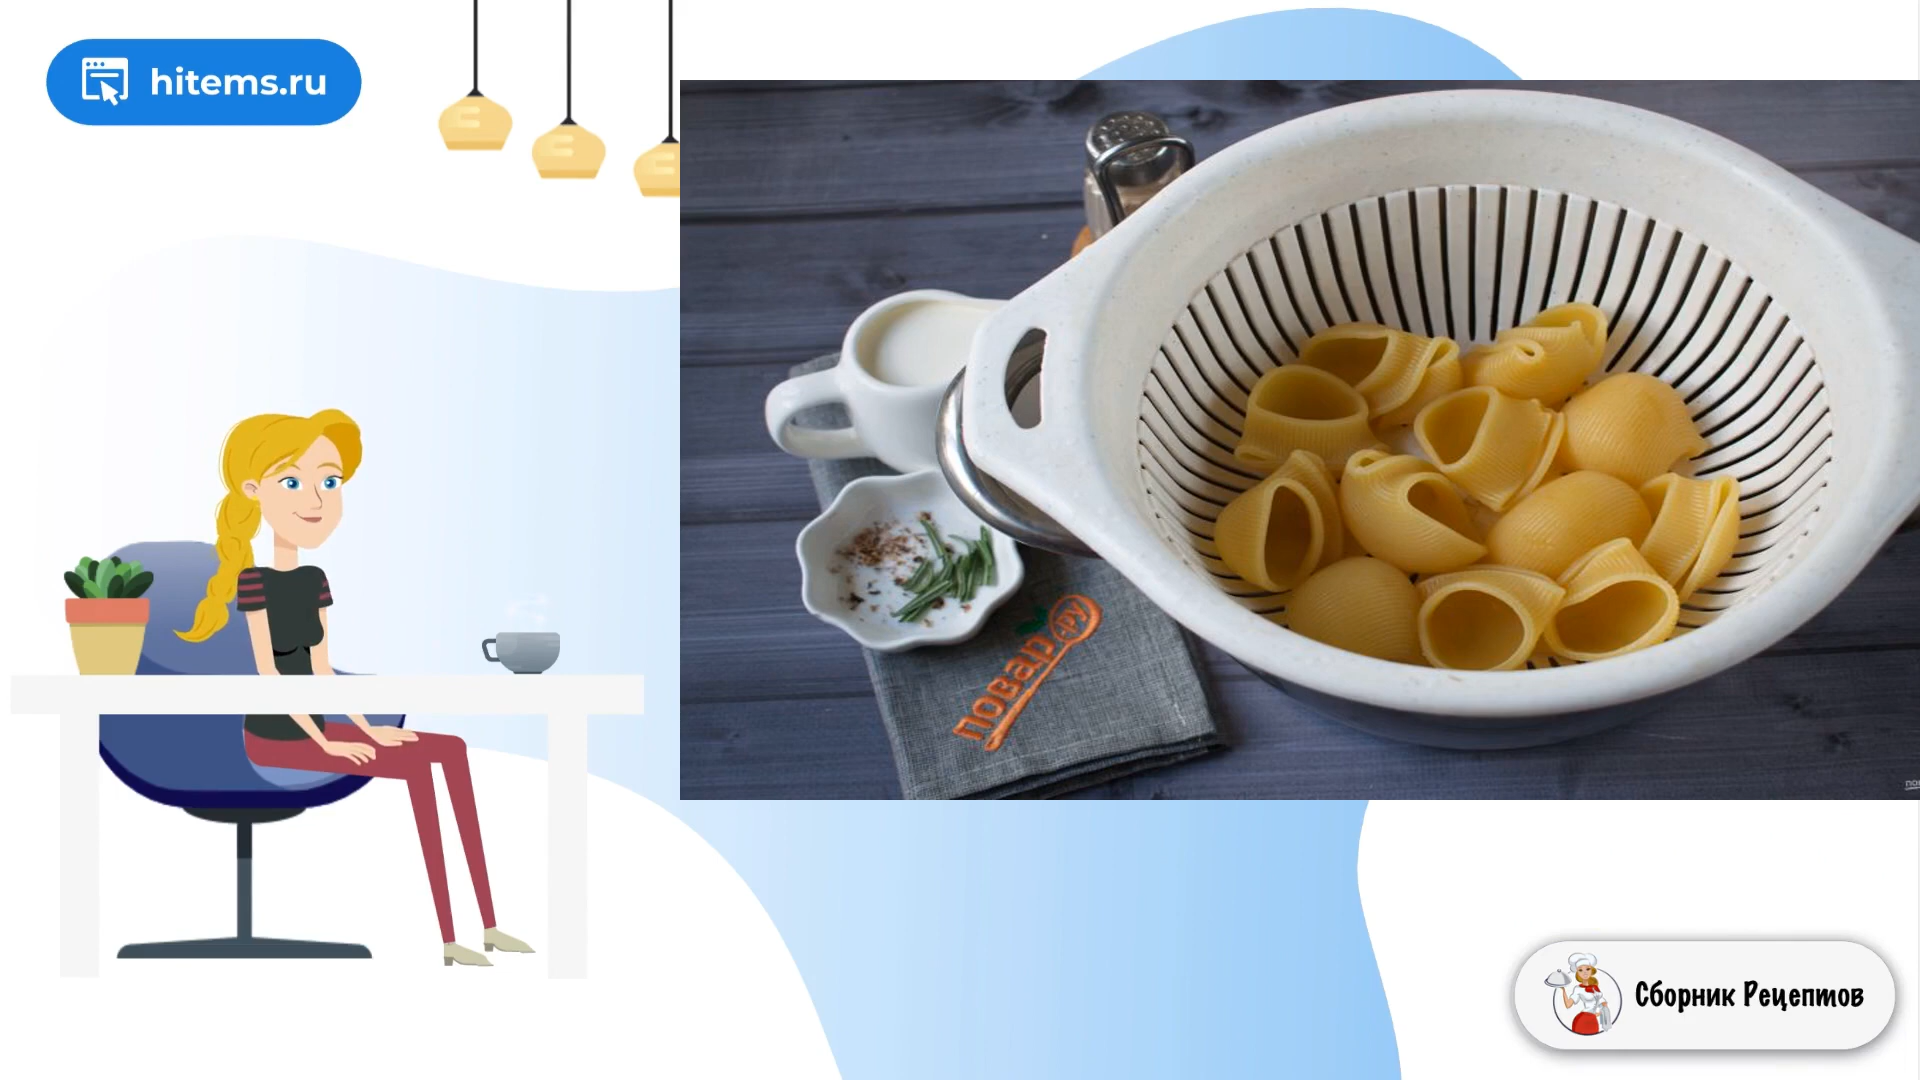 hitems.ru
повар.ру
Сборник Рецептов